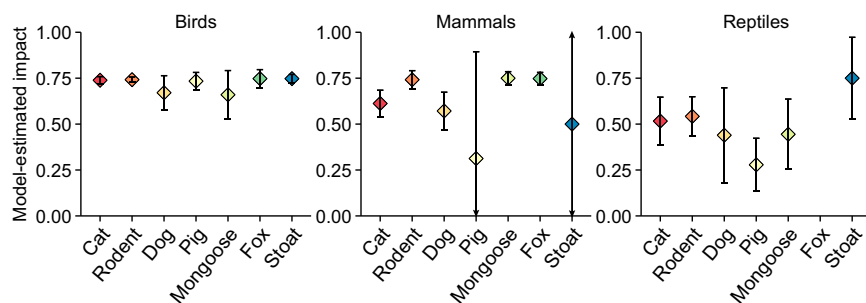 Birds
Mammals
Reptiles
Model-estimated impact
1.00
0.75
0.50
0.25
0.00
Cat
Rodent
Dog
Pig
Mongoose
Fox
Stoat
1.00
0.75
0.50
0.25
0.00
Cat
Rodent
Dog
Pig
Mongoose
Fox
Stoat
1.00
0.75
0.50
0.25
0.00
Cat
Rodent
Dog
Pig
Mongoose
Fox
Stoat